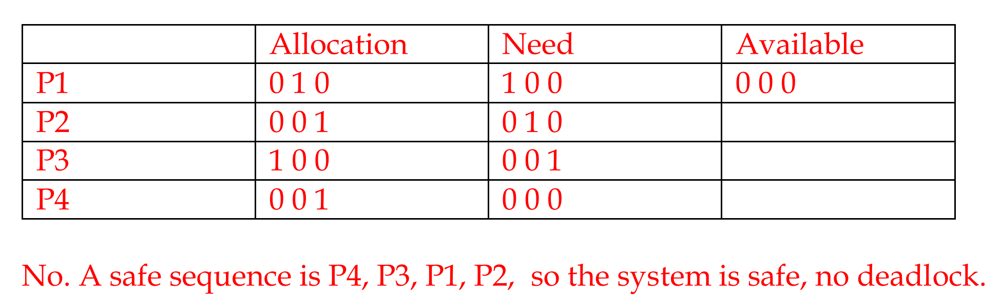 Allocation Need Available
P1 0 1 0 1 0 0 0 0 0
P2 0 0 1 0 1 0
P3 1 0 0 0 0 1
P4 0 0 1 0 0 0
No. A safe sequence is P4, P3, P1, P2, so the system is safe, no deadlock.